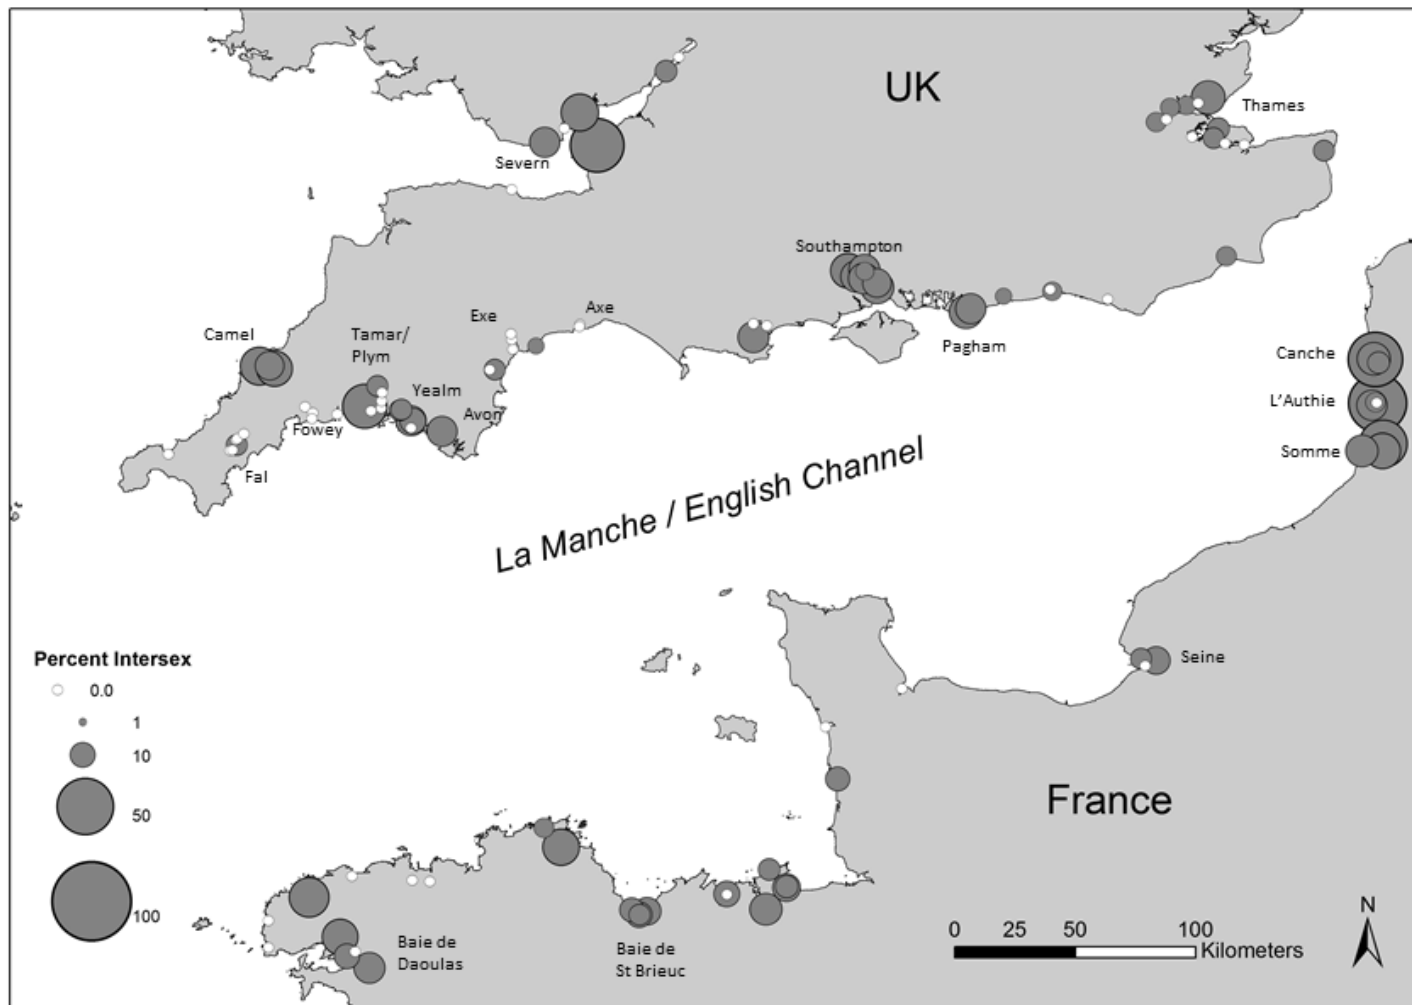 UK
Thames
Severn
Southampton
Axe
Exe
Camel
Tamar/
Plym
Pagham
Canche
Yealm
L'Authie
Avon
Fowey
Somme
Fal
La Manche / English Channel
Percent Intersex
0.0
1
10
50
100
Seine
France
Baie de
Daoulas
Baie de
St Brieuc
N
0 25 50 100
Kilometers